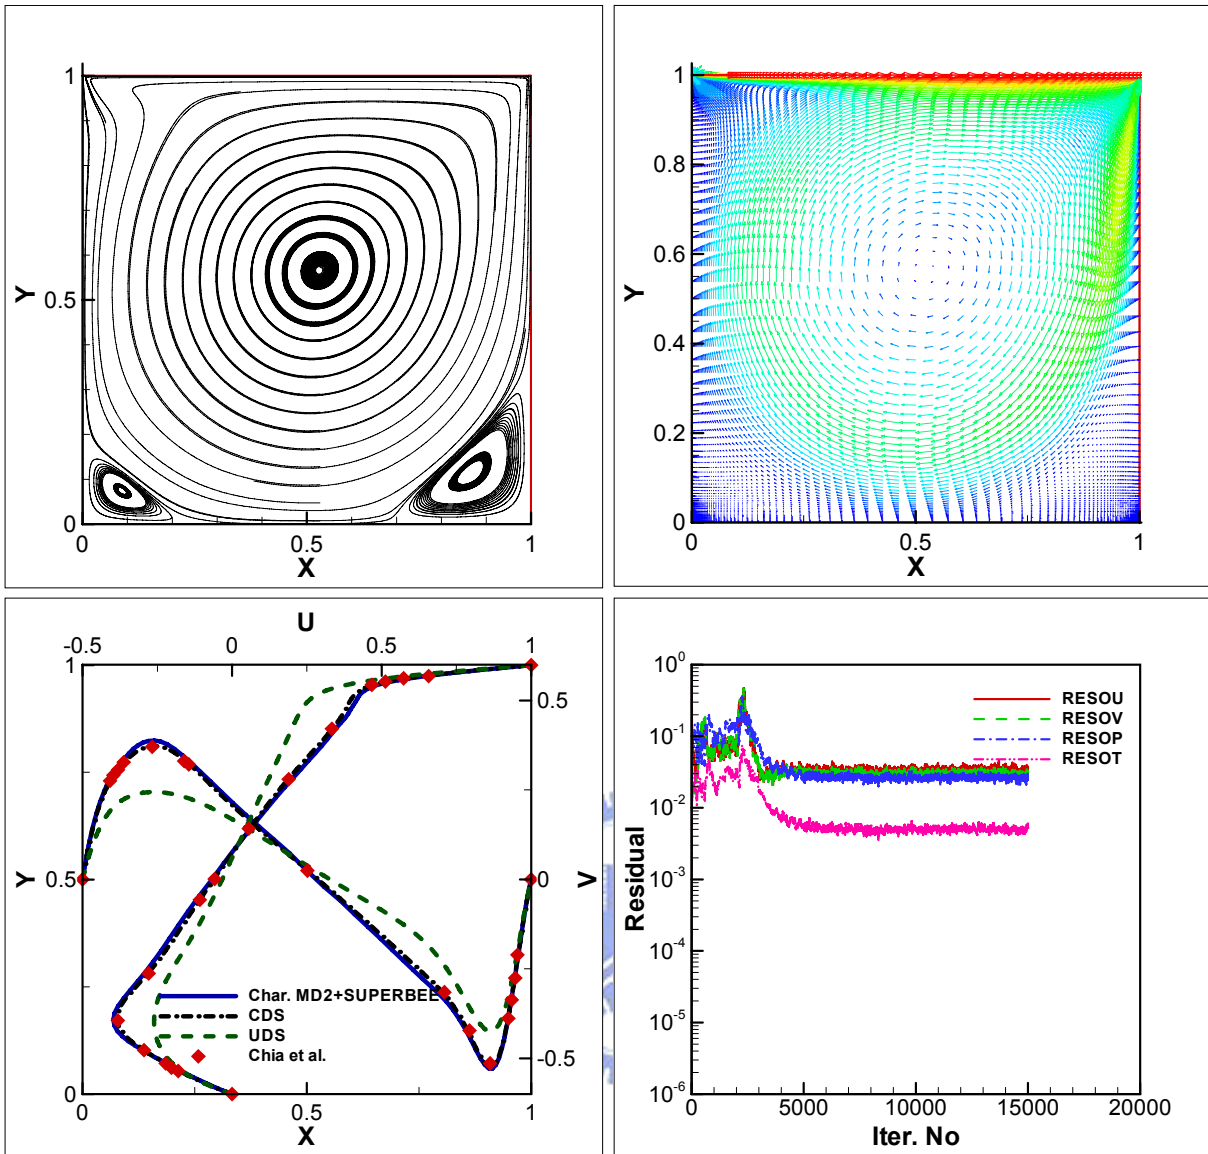 1
Y
0.5
0
0
0.5
1
X
1
0.8
0.6
Y
0.4
0.2
0
0
0.5
1
X
U
-0.5
0
0.5
1
1
Y
0.5
0
0.5
0
V
-0.5
Char. MD2+SUPERBEE
CDS
UDS
Chia et al.
0
0.5
1
X
10^0
10^-1
10^-2
10^-3
10^-4
10^-5
10^-6
Residual
RESOU
RESOV
RESOP
RESOT
0
5000
10000
15000
20000
Iter. No